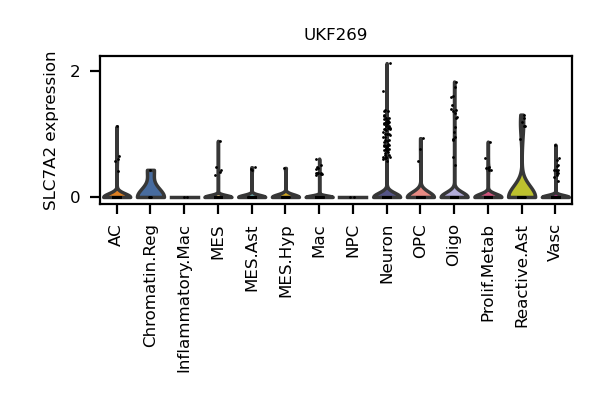 UKF269
SLC7A2 expression
2
0
AC
Chromatin.Reg
Inflammatory.Mac
MES
MES.Ast
MES.Hyp
Mac
NPC
Neuron
OPC
Oligo
Prolif.Metab
Reactive.Ast
Vasc